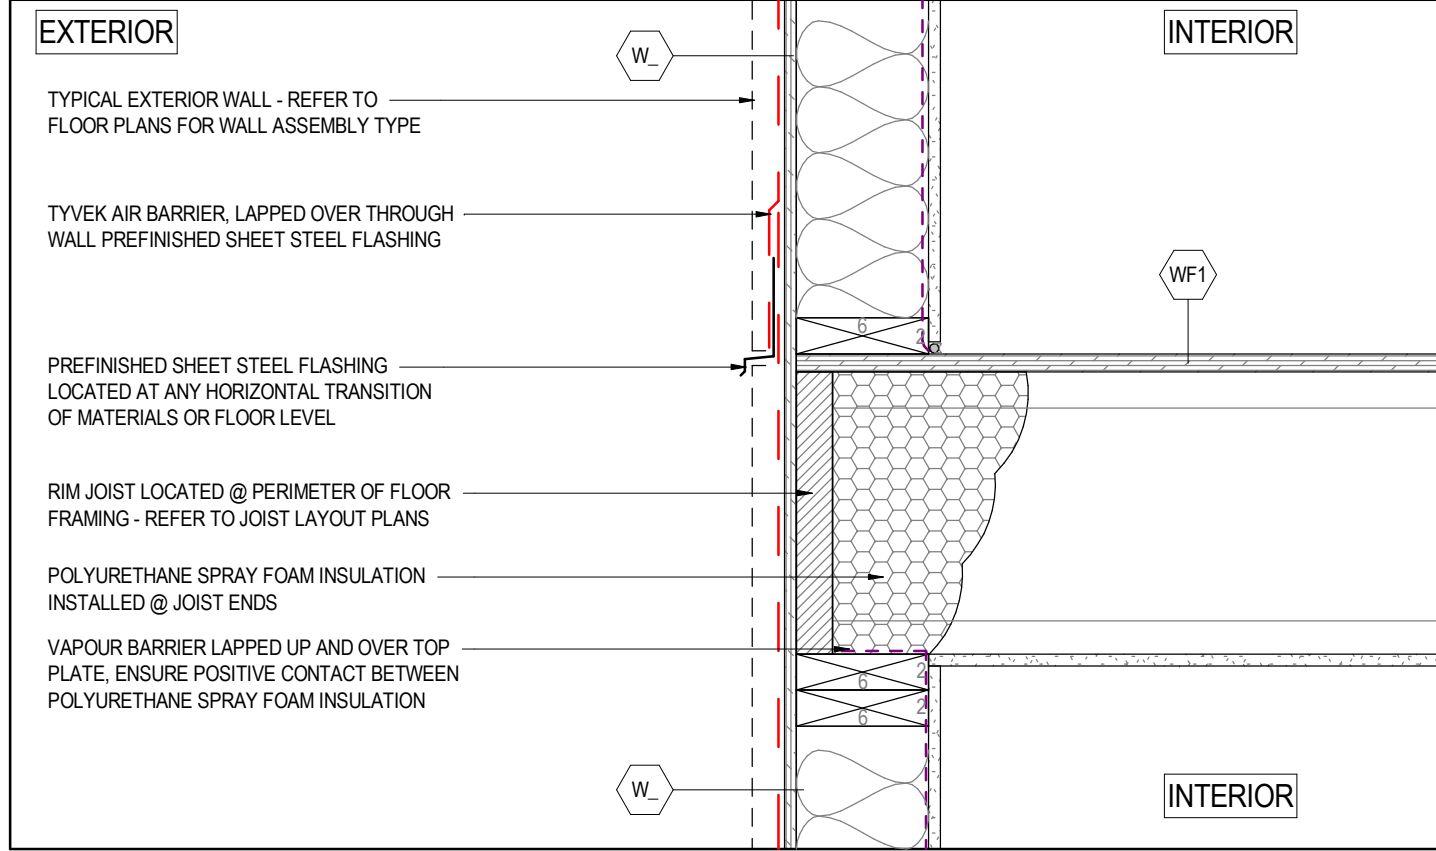 EXTERIOR
INTERIOR
W_
TYPICAL EXTERIOR WALL - REFER TO
FLOOR PLANS FOR WALL ASSEMBLY TYPE
TYVEK AIR BARRIER, LAPPED OVER THROUGH
WALL PREFINISHED SHEET STEEL FLASHING
WF1
6
2
PREFINISHED SHEET STEEL FLASHING
LOCATED AT ANY HORIZONTAL TRANSITION
OF MATERIALS OR FLOOR LEVEL
RIM JOIST LOCATED @ PERIMETER OF FLOOR
FRAMING - REFER TO JOIST LAYOUT PLANS
POLYURETHANE SPRAY FOAM INSULATION
INSTALLED @ JOIST ENDS
VAPOUR BARRIER LAPPED UP AND OVER TOP
PLATE, ENSURE POSITIVE CONTACT BETWEEN
POLYURETHANE SPRAY FOAM INSULATION
2
6
2
6
W_
INTERIOR